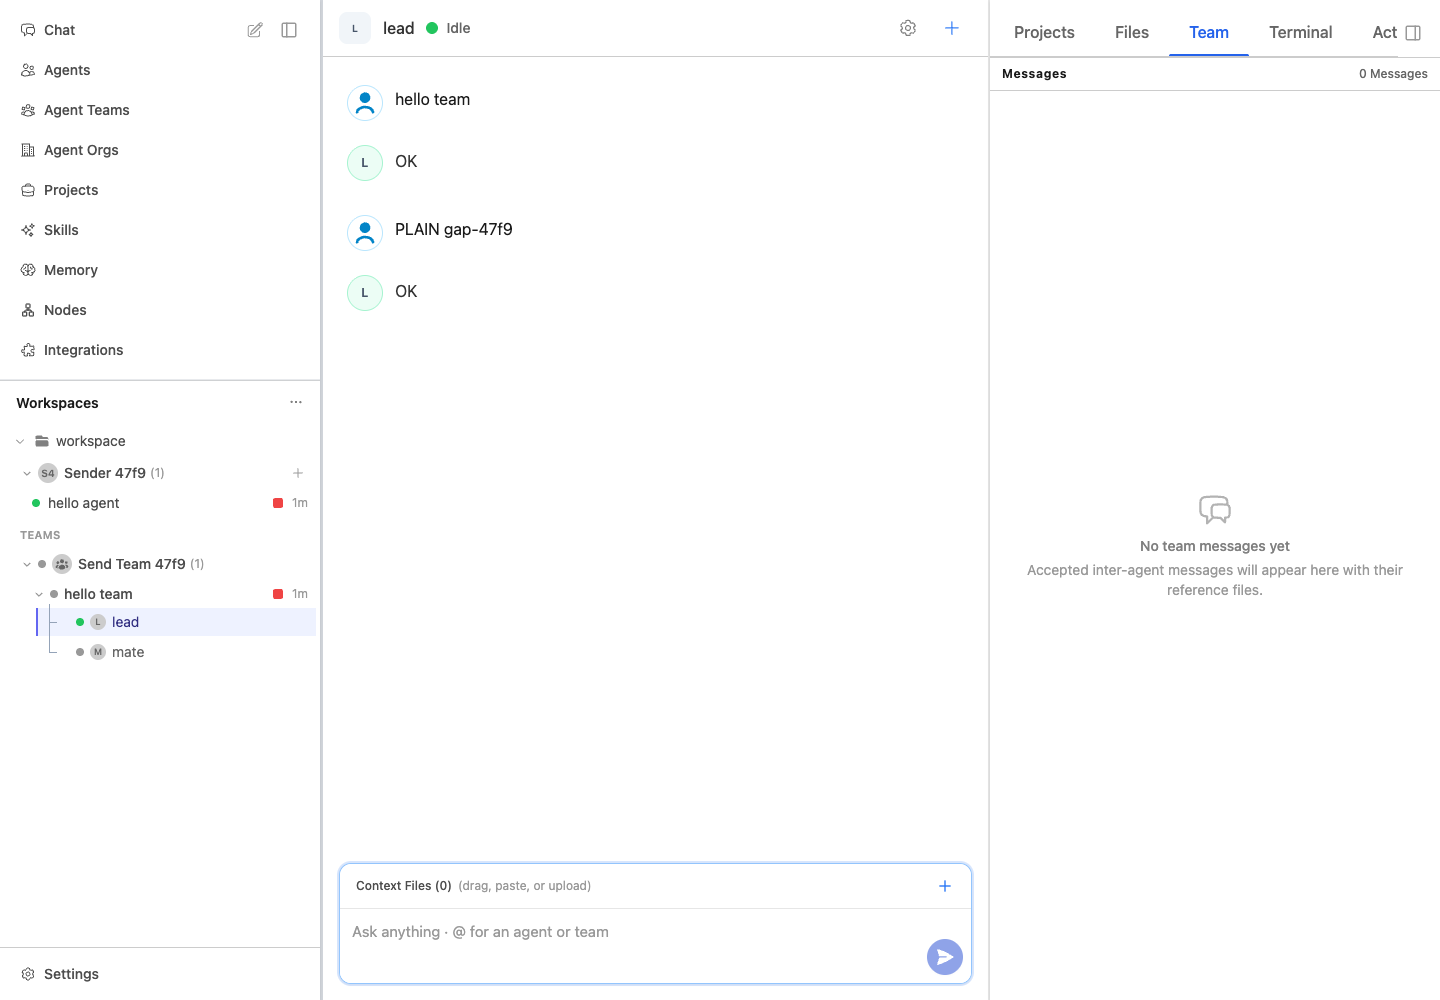 Chat
Agents
Agent Teams
Agent Orgs
Projects
Skills
Memory
Nodes
Integrations
Workspaces
workspace
S4 Sender 47f9 (1)
hello agent 1m
TEAMS
Send Team 47f9 (1)
hello team 1m
L lead
M mate
Settings
L lead Idle
hello team
L OK
PLAIN gap-47f9
L OK
Context Files (0) (drag, paste, or upload)
Ask anything · @ for an agent or team
Projects Files Team Terminal Act
Messages 0 Messages
No team messages yet
Accepted inter-agent messages will appear here with their
reference files.